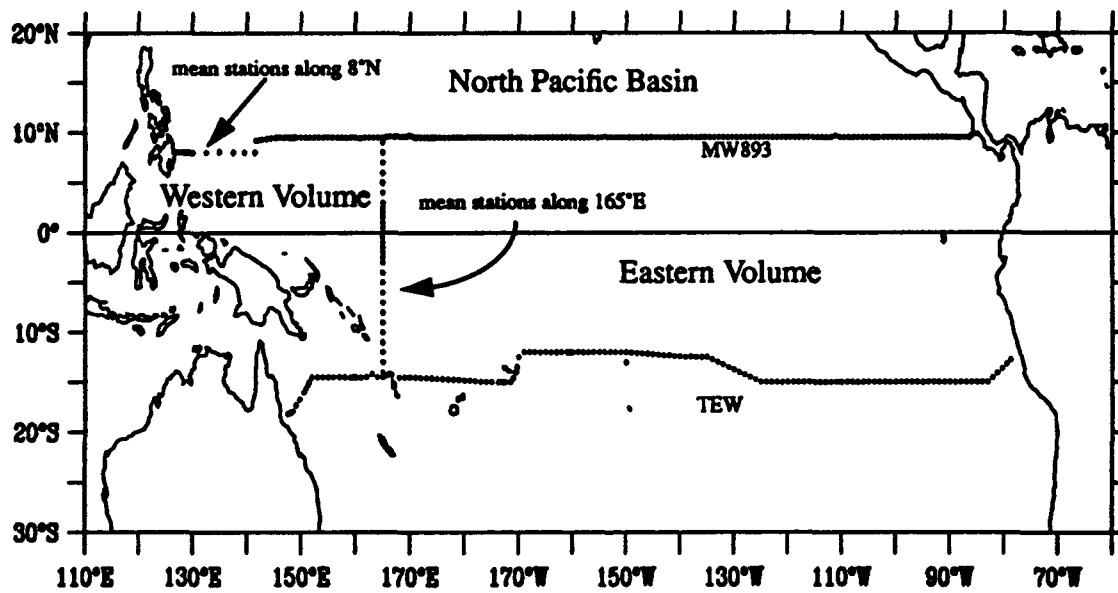 20°N
mean stations along 8°N
North Pacific Basin
10°N
MW893
Western Volume
mean stations along 165°E
0°
Eastern Volume
10°S
TEW
20°S
30°S
110°E 130°E 150°E 170°E 170°W 150°W 130°W 110°W 90°W 70°W